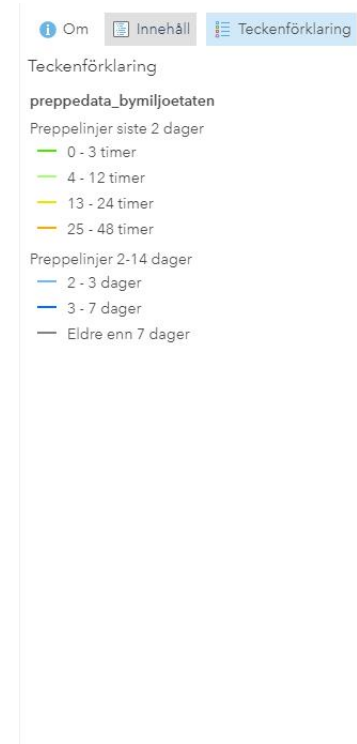 Om Innehåll Teckenförklaring
Teckenförklaring
preppedata_bymiljoetaten
Preppelinjer siste 2 dager
0 - 3 timer
4 - 12 timer
13 - 24 timer
25 - 48 timer
Preppelinjer 2-14 dager
2 - 3 dager
3 - 7 dager
Eldre enn 7 dager